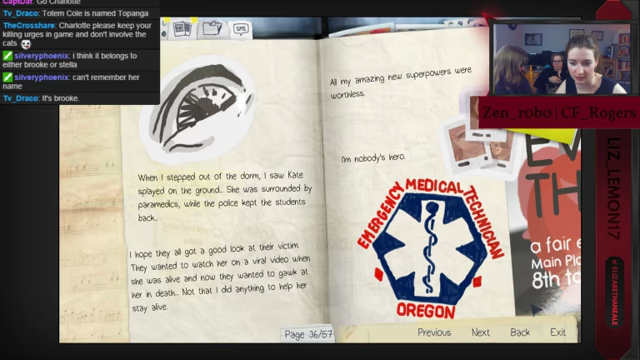 CaptDar: Go Charlotte
Tv_Draco: Totem Cole is named Topanga
TheCrosshare: Charlotte please keep your
killing urges in game and don't involve the
cats
silveryphoenix: i think it belongs to
either brooke or stella
silveryphoenix: can't remember her
name
Tv_Draco: It's brooke.
SMS
When I stepped out of the dorm, I saw Kate
splayed on the ground.. She was surrounded by
paramedics, while the police kept the students
back..
I hope they all got a good look at their victim.
They wanted to watch her on a viral video when
she was alive and now they wanted to gawk at
her in death.. Not that I did anything to help her
stay alive
Page 36/57
All my amazing new superpowers were
worthless.
I'm nobody's hero.
EMERGENCY MEDICAL TECHNICIAN
OREGON
Previous Next Back Exit
a fair e
Main Pla
8th to
Zen_robo | CF_Rogers
LIZ LEMON17